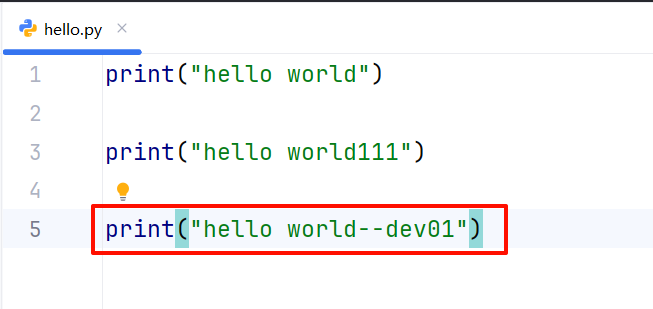 hello.py
1 print("hello world")
2
3 print("hello world111")
4
5 print("hello world--dev01")